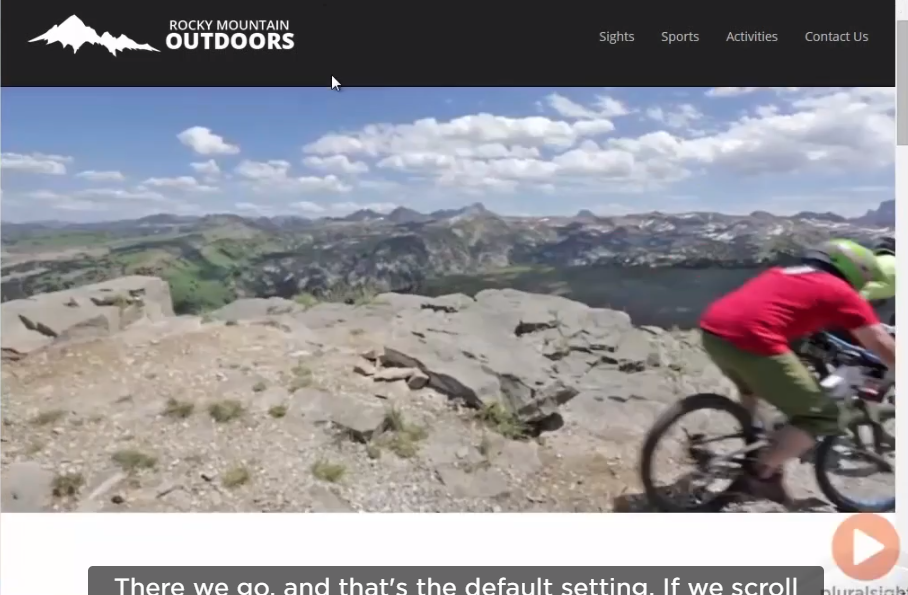 ROCKY MOUNTAIN
OUTDOORS
Sights Sports Activities Contact Us
There we go, and that's the default setting. If we scroll
pluralsight